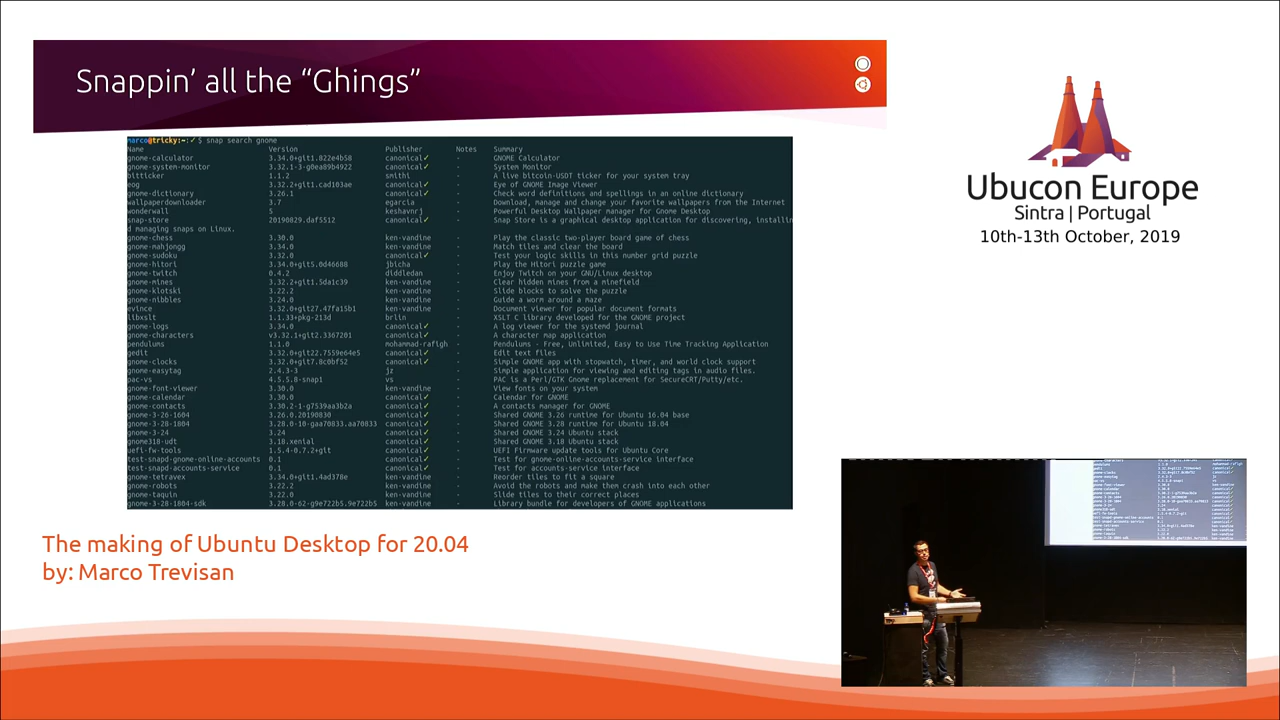 Snappin’ all the “Ghings”
marco@tricky:~:✓ $ snap search gnome
Name Version Publisher Notes Summary
gnome-calculator 3.34.0+git1.822e4b58 canonical✓ - GNOME Calculator
gnome-system-monitor 3.32.1-3-g0ea89b4922 canonical✓ - System Monitor
bitticker 1.1.2 smithi - A live bitcoin-USDT ticker for your system tray
eog 3.32.2+git1.cad103ae canonical✓ - Eye of GNOME Image Viewer
gnome-dictionary 3.26.1 canonical✓ - Check word definitions and spellings in an online dictionary
wallpaperdownloader 3.7 egarcia - Download, manage and change your favorite wallpapers from the Internet
wonderwall 5 keshavnrj - Powerful Desktop Wallpaper manager for Gnome Desktop
snap-store 20190829.daf5512 canonical✓ - Snap Store is a graphical desktop application for discovering, installin
d managing snaps on Linux.
gnome-chess 3.30.0 ken-vandine - Play the classic two-player board game of chess
gnome-mahjongg 3.34.0 ken-vandine - Match tiles and clear the board
gnome-sudoku 3.32.0 canonical✓ - Test your logic skills in this number grid puzzle
gnome-hitori 3.34.0+git5.0d46688 jbicha - Play the Hitori puzzle game
gnome-twitch 0.4.2 diddledan - Enjoy Twitch on your GNU/Linux desktop
gnome-mines 3.32.2+git1.5da1c39 ken-vandine - Clear hidden mines from a minefield
gnome-klotski 3.22.2 ken-vandine - Slide blocks to solve the puzzle
gnome-nibbles 3.24.0 ken-vandine - Guide a worm around a maze
evince 3.32.0+git27.47fa15b1 ken-vandine - Document viewer for popular document formats
libxslt 1.1.33+pkg-213d brlin - XSLT C library developed for the GNOME project
gnome-logs 3.34.0 canonical✓ - A log viewer for the systemd journal
gnome-characters v3.32.1+git2.3367201 canonical✓ - A character map application
pendulums 1.1.0 mohammad-rafigh - Pendulums - Free, Unlimited, Easy to Use Time Tracking Application
gedit 3.32.0+git22.7559e64e5 canonical✓ - Edit text files
gnome-clocks 3.32.0+git7.8c0bf52 canonical✓ - Simple GNOME app with stopwatch, timer, and world clock support
gnome-easytag 2.4.3-3 jz - Simple application for viewing and editing tags in audio files.
pac-vs 4.5.5.8-snap1 vs - PAC is a Perl/GTK Gnome replacement for SecureCRT/Putty/etc.
gnome-font-viewer 3.30.0 ken-vandine - View fonts on your system
gnome-calendar 3.30.0 canonical✓ - Calendar for GNOME
gnome-contacts 3.30.2-1-g7539aa3b2a canonical✓ - A contacts manager for GNOME
gnome-3-26-1604 3.26.0.20190830 canonical✓ - Shared GNOME 3.26 runtime for Ubuntu 16.04 base
gnome-3-28-1804 3.28.0-10-gaa70833.aa70833 canonical✓ - Shared GNOME 3.28 runtime for Ubuntu 18.04
gnome-3-24 3.24 canonical✓ - Shared GNOME 3.24 Ubuntu stack
gnome318-udt 3.18.xenial canonical✓ - Shared GNOME 3.18 Ubuntu stack
uefi-fw-tools 1.5.4-0.7.2+git canonical✓ - UEFI Firmware update tools for Ubuntu Core
test-snapd-gnome-online-accounts 0.1 canonical✓ - Test for gnome-online-accounts-service interface
test-snapd-accounts-service 0.1 canonical✓ - Test for accounts-service interface
gnome-tetravex 3.34.0+git1.4ad378e ken-vandine - Reorder tiles to fit a square
gnome-robots 3.22.2 ken-vandine - Avoid the robots and make them crash into each other
gnome-taquin 3.22.0 ken-vandine - Slide tiles to their correct places
gnome-3-28-1804-sdk 3.28.0-62-g9e722b5.9e722b5 ken-vandine - Library bundle for developers of GNOME applications
The making of Ubuntu Desktop for 20.04
by: Marco Trevisan
Ubucon Europe
Sintra | Portugal
10th-13th October, 2019